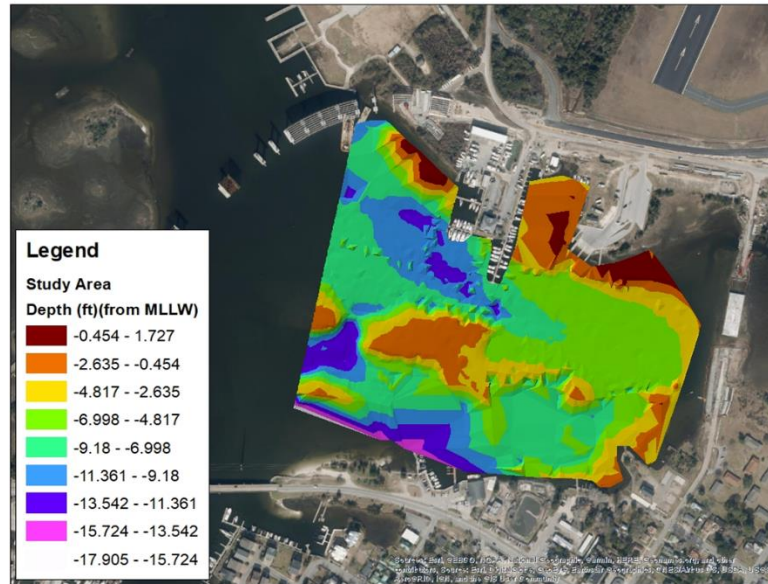 Legend
Study Area
Depth (ft)(from MLLW)
-0.454 - 1.727
-2.635 - -0.454
-4.817 - -2.635
-6.998 - -4.817
-9.18 - -6.998
-11.361 - -9.18
-13.542 - -11.361
-15.724 - -13.542
-17.905 - -15.724